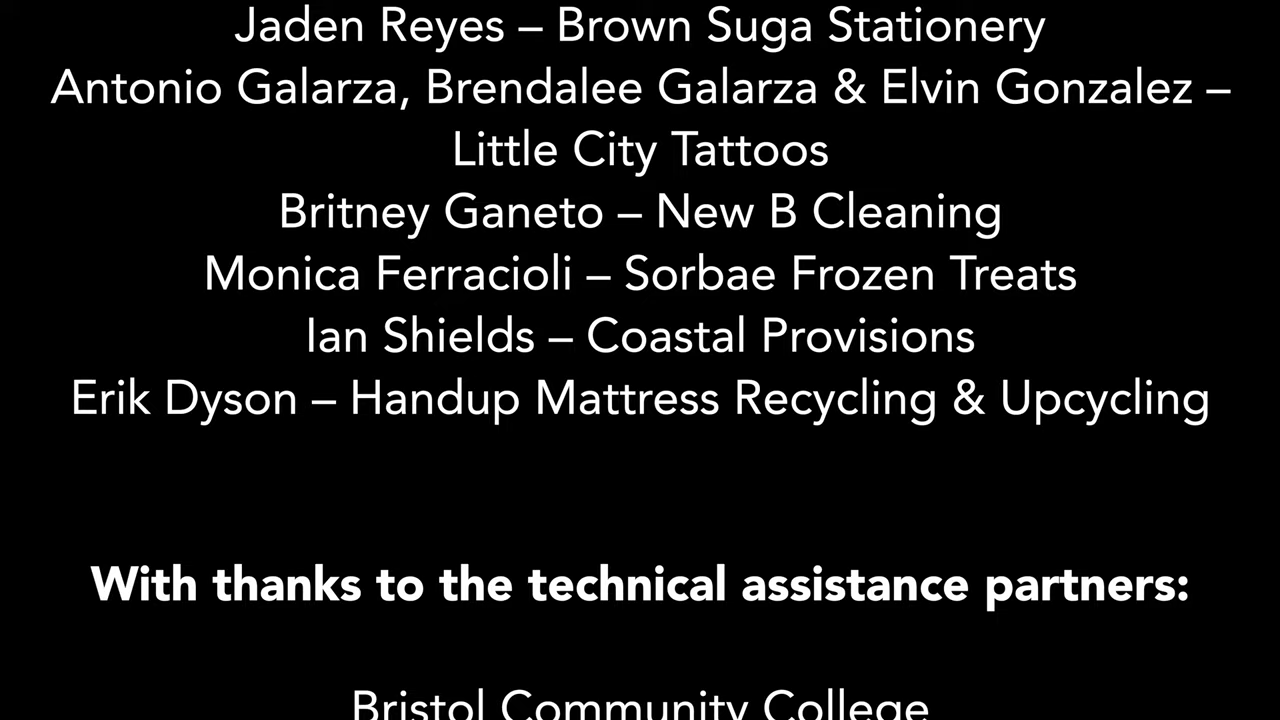 Jaden Reyes – Brown Suga Stationery
Antonio Galarza, Brendalee Galarza & Elvin Gonzalez –
Little City Tattoos
Britney Ganeto – New B Cleaning
Monica Ferracioli – Sorbae Frozen Treats
Ian Shields – Coastal Provisions
Erik Dyson – Handup Mattress Recycling & Upcycling
With thanks to the technical assistance partners:
Bristol Community College